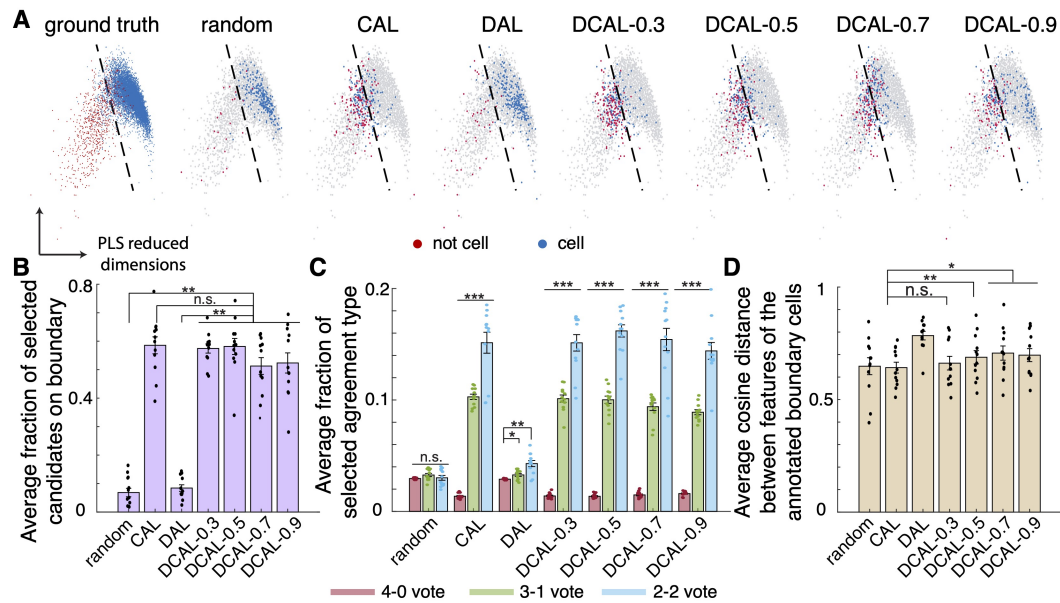 A
ground truth
random
CAL
DAL
DCAL-0.3
DCAL-0.5
DCAL-0.7
DCAL-0.9
PLS reduced
dimensions
not cell
cell
B
Average fraction of selected
candidates on boundary
0.8
0.4
0
**
n.s.
**
random
CAL
DAL
DCAL-0.3
DCAL-0.5
DCAL-0.7
DCAL-0.9
C
Average fraction of
selected agreement type
0.2
0.1
0
n.s.
***
*
**
***
***
***
***
random
CAL
DAL
DCAL-0.3
DCAL-0.5
DCAL-0.7
DCAL-0.9
4-0 vote
3-1 vote
2-2 vote
D
Average cosine distance
between features of the
annotated boundary cells
1
0.5
0
*
**
n.s.
random
CAL
DAL
DCAL-0.3
DCAL-0.5
DCAL-0.7
DCAL-0.9